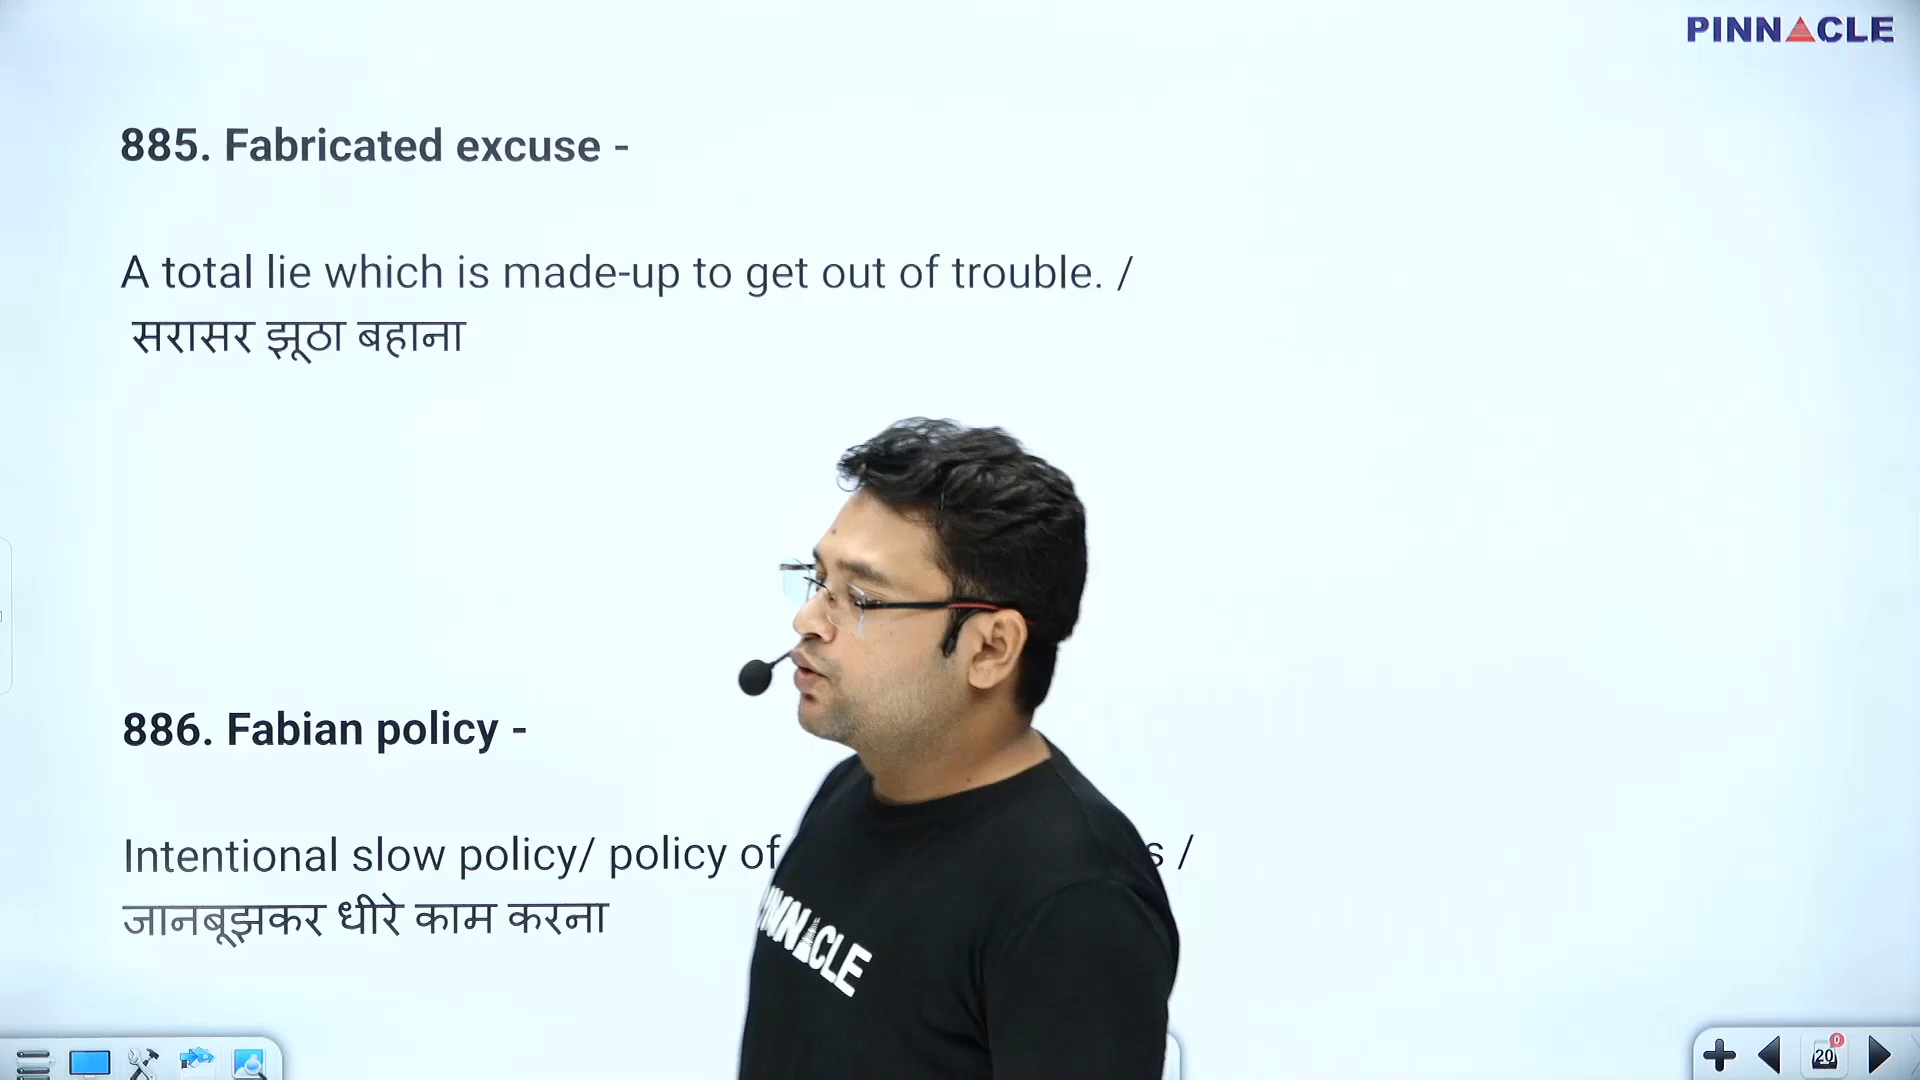 PINNACLE
885. Fabricated excuse -
A total lie which is made-up to get out of trouble. /
सरासर झूठा बहाना
886. Fabian policy -
Intentional slow policy/ policy of s /
जानबूझकर धीरे काम करना
PINNACLE
20
0